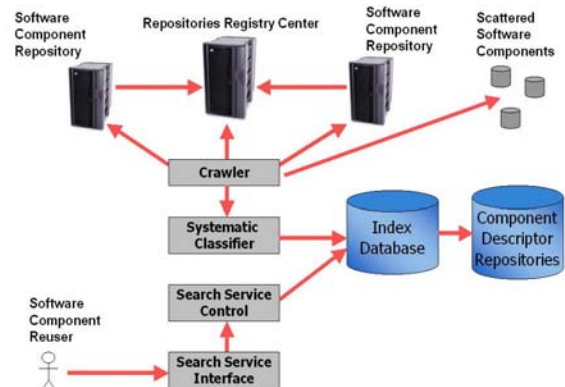 Software
Component
Repository
Repositories Registry Center
Software
Component
Repository
Scattered
Software
Components
Crawler
Systematic
Classifier
Index
Database
Component
Descriptor
Repositories
Search Service
Control
Software
Component
Reuser
Search Service
Interface